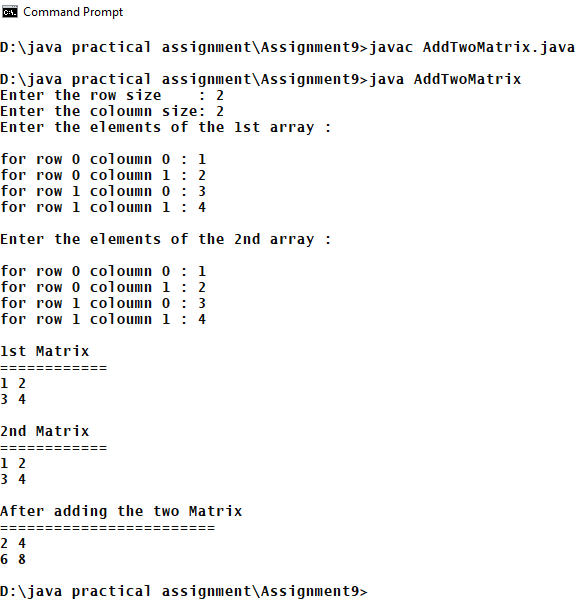 Command Prompt
D:\java practical assignment\Assignment9>javac AddTwoMatrix.java
D:\java practical assignment\Assignment9>java AddTwoMatrix
Enter the row size    : 2
Enter the coloumn size: 2
Enter the elements of the 1st array :
for row 0 coloumn 0 : 1
for row 0 coloumn 1 : 2
for row 1 coloumn 0 : 3
for row 1 coloumn 1 : 4
Enter the elements of the 2nd array :
for row 0 coloumn 0 : 1
for row 0 coloumn 1 : 2
for row 1 coloumn 0 : 3
for row 1 coloumn 1 : 4
1st Matrix
============
1 2
3 4
2nd Matrix
============
1 2
3 4
After adding the two Matrix
========================
2 4
6 8
D:\java practical assignment\Assignment9>